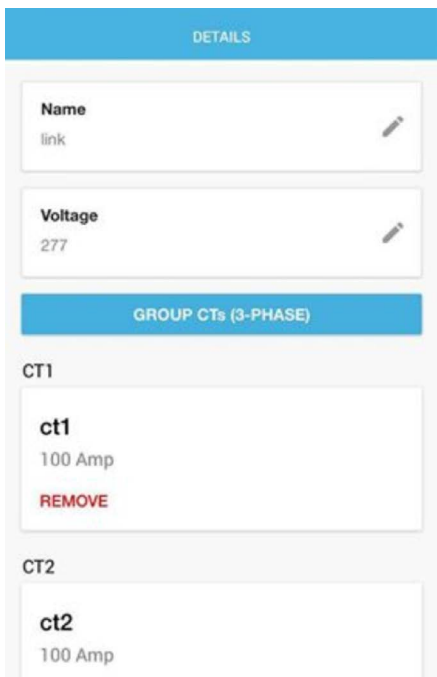 DETAILS
Name
link
Voltage
277
GROUP CTs (3-PHASE)
CT1
ct1
100 Amp
REMOVE
CT2
ct2
100 Amp